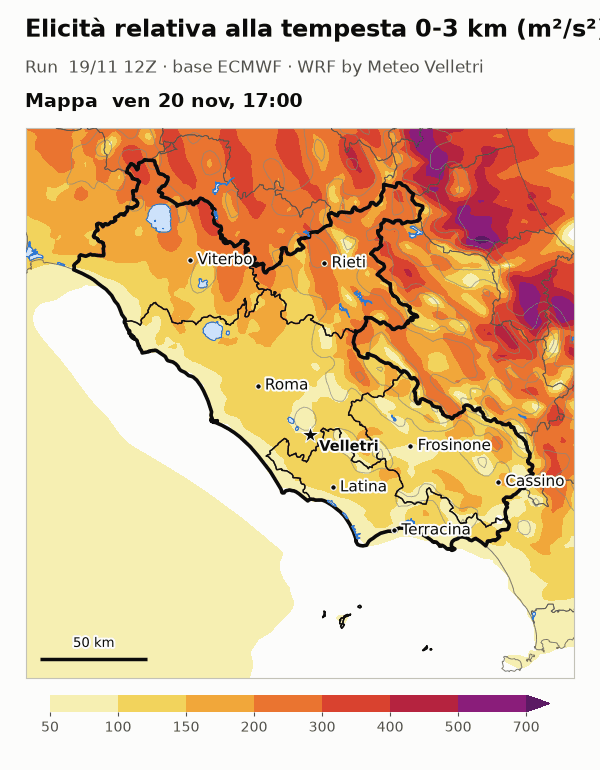 Elicità relativa alla tempesta 0-3 km (m²/s²)
Run 19/11 12Z · base ECMWF · WRF by Meteo Velletri
Mappa ven 20 nov, 17:00
Viterbo
Rieti
Roma
Velletri
Frosinone
Latina
Cassino
Terracina
50 km
50 100 150 200 300 400 500 700